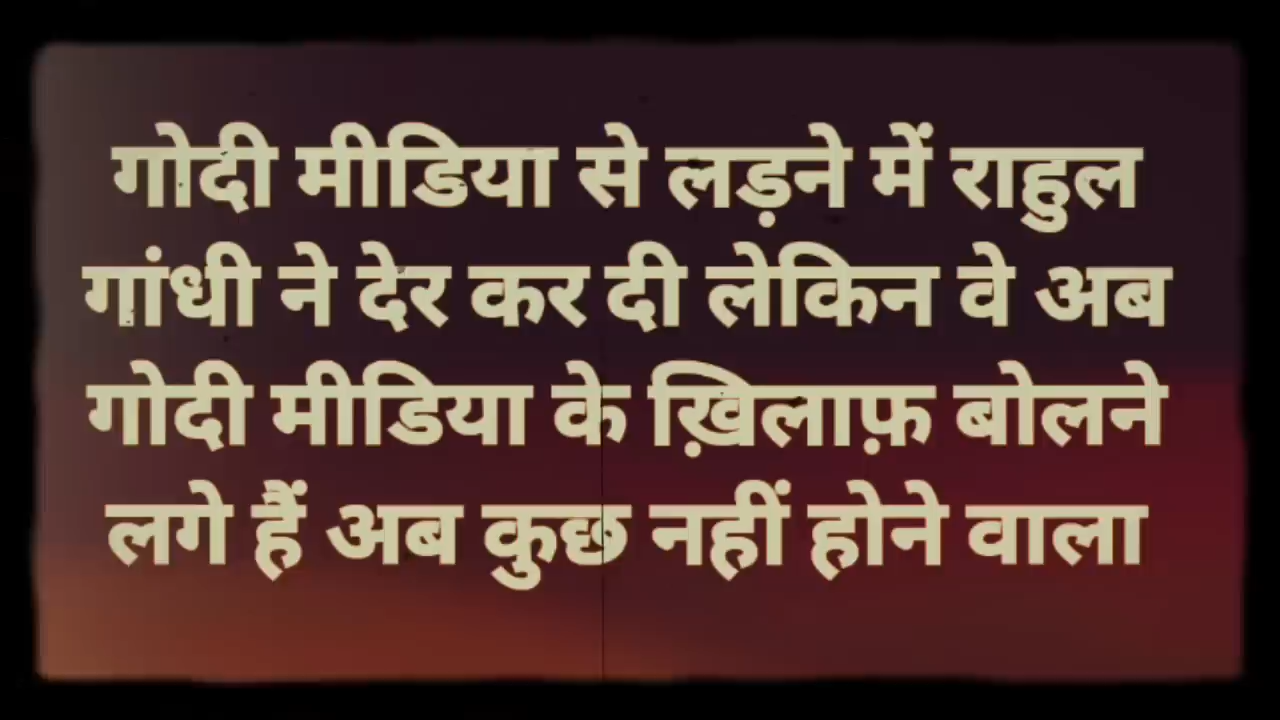 गोदी मीडिया से लड़ने में राहुल
गांधी ने देर कर दी लेकिन वे अब
गोदी मीडिया के ख़िलाफ़ बोलने
लगे हैं अब कुछ नहीं होने वाला